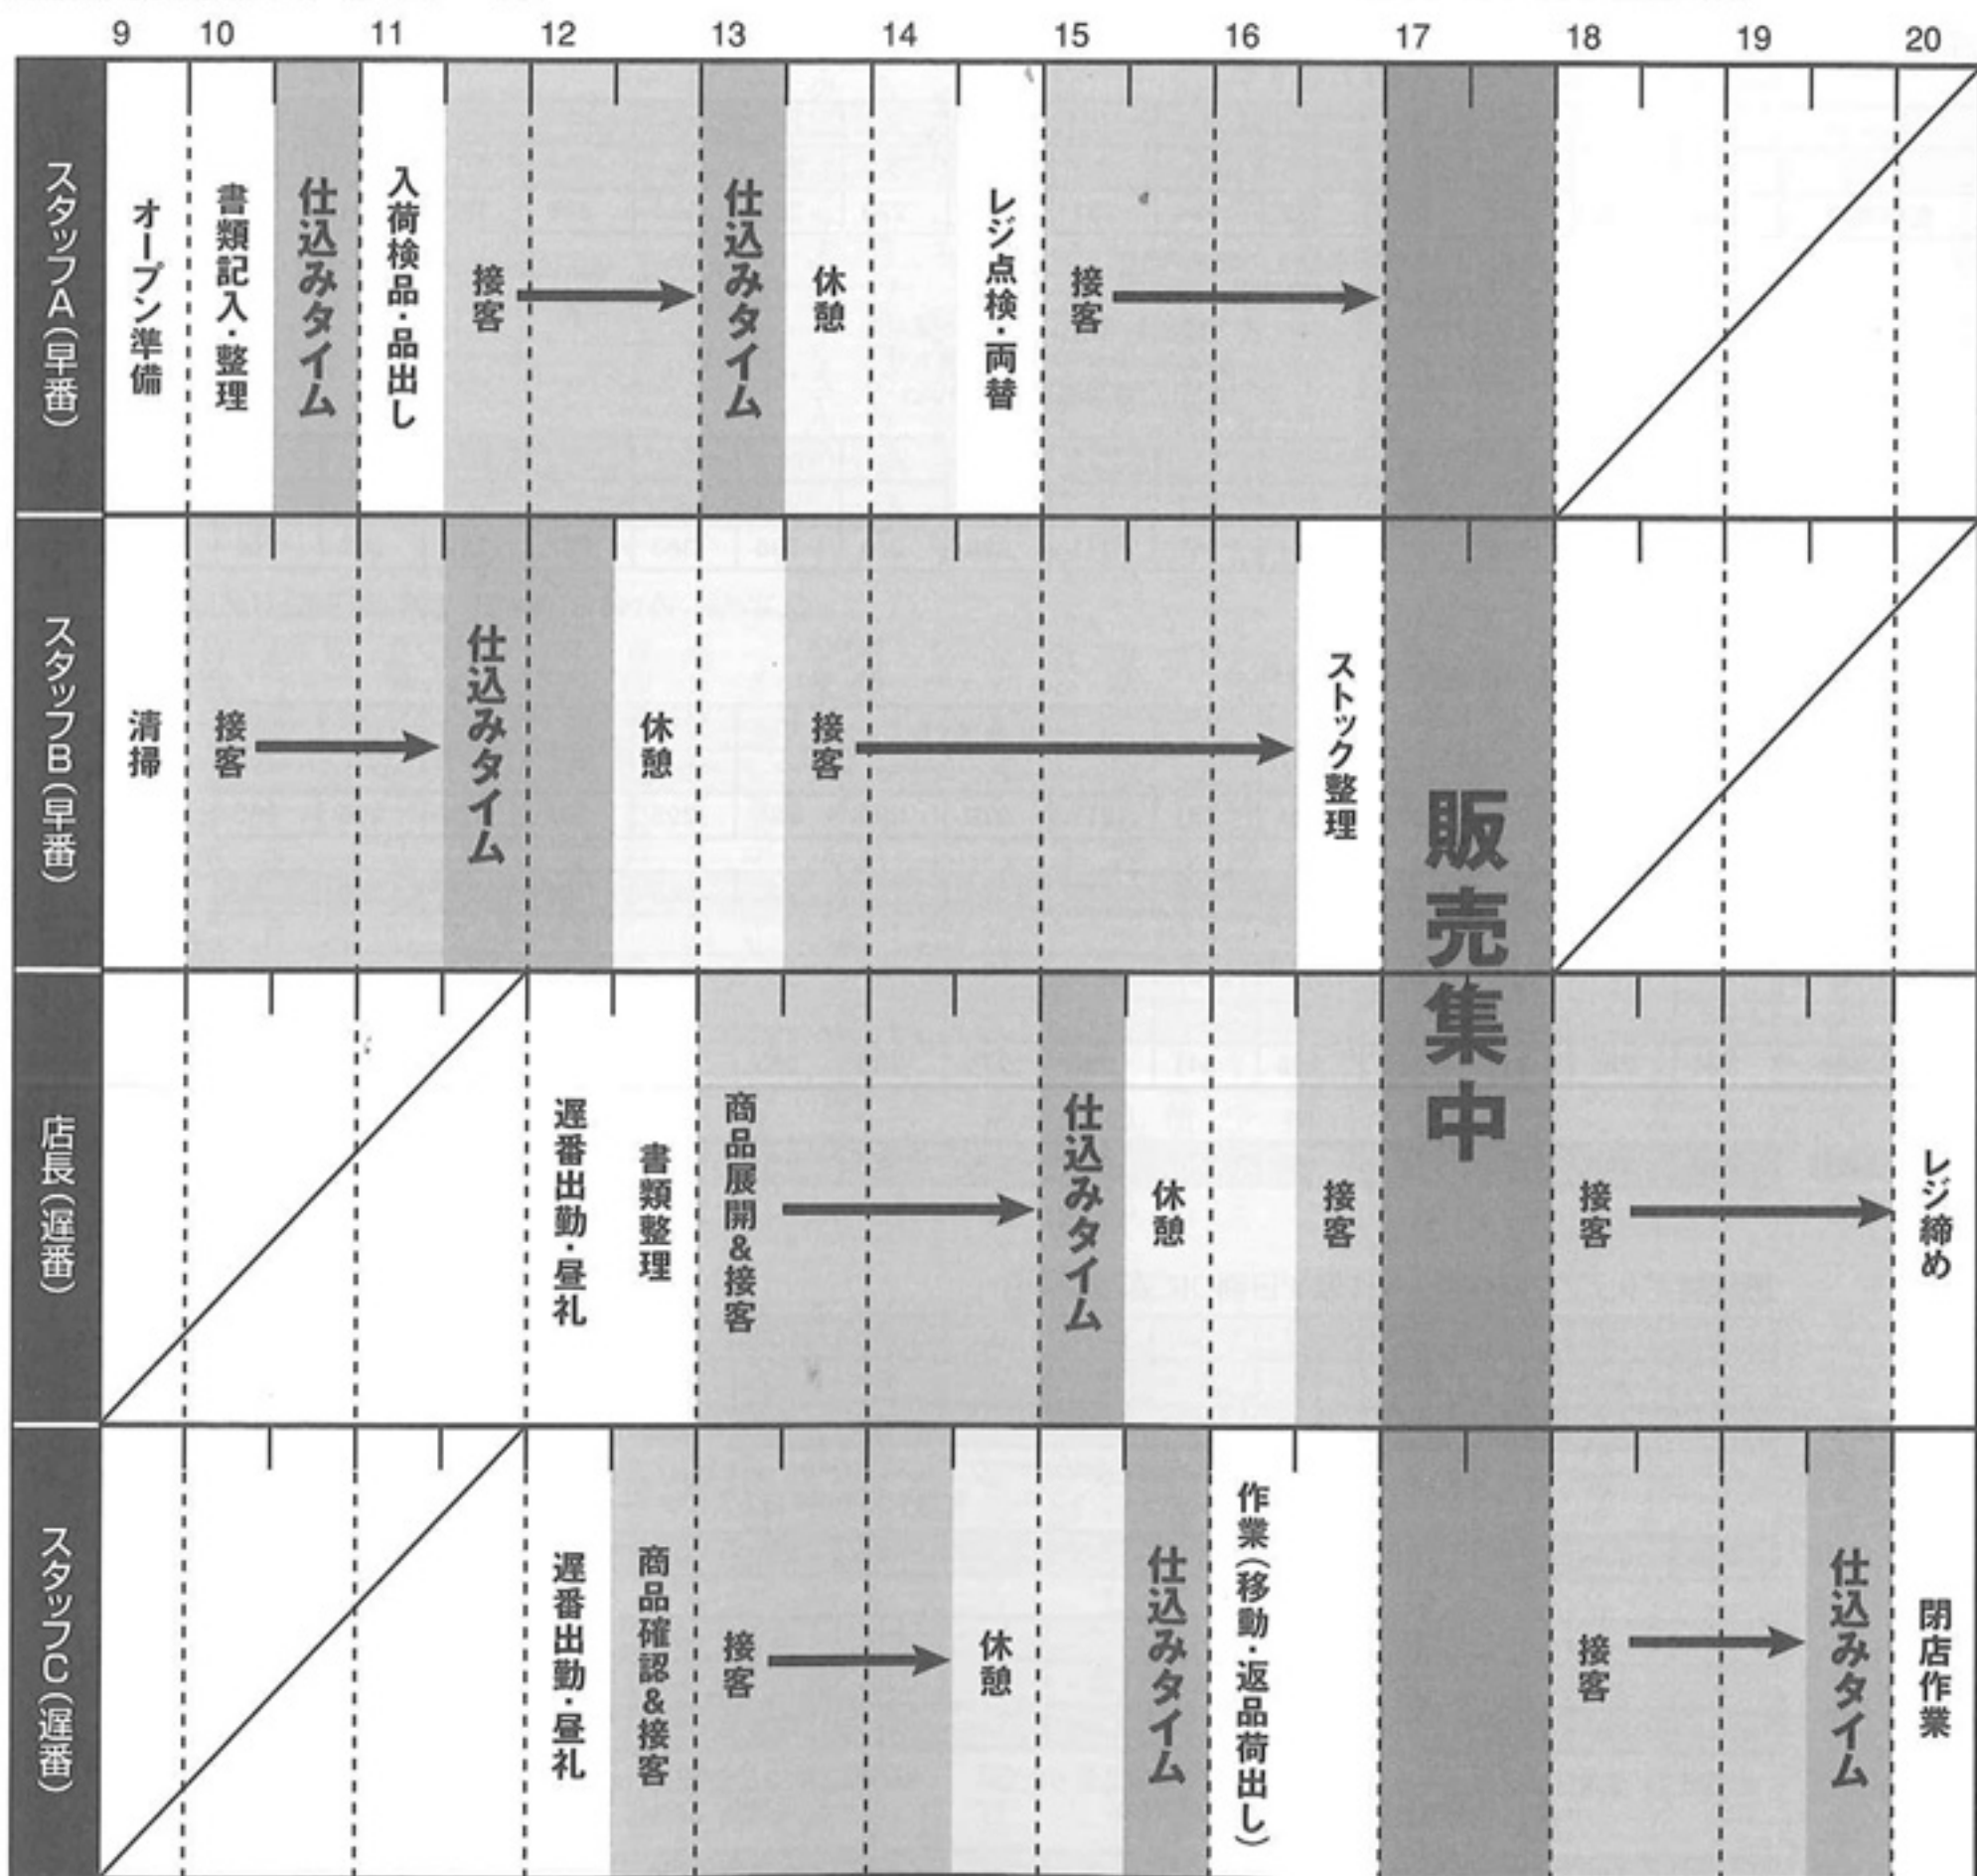 9 10 11 12 13 14 15 16 17 18 19 20
スタッフA（早番）
オープン準備
書類記入・整理
仕込みタイム
入荷検品・品出し
接客
仕込みタイム
休憩
レジ点検・両替
接客
スタッフB（早番）
清掃
接客
仕込みタイム
休憩
接客
ストック整理
販売集中
店長（遅番）
遅番出勤・昼礼
書類整理
商品展開&接客
仕込みタイム
休憩
接客
接客
レジ締め
スタッフC（遅番）
遅番出勤・昼礼
商品確認&接客
接客
休憩
仕込みタイム
作業（移動・返品荷出し）
接客
仕込みタイム
閉店作業